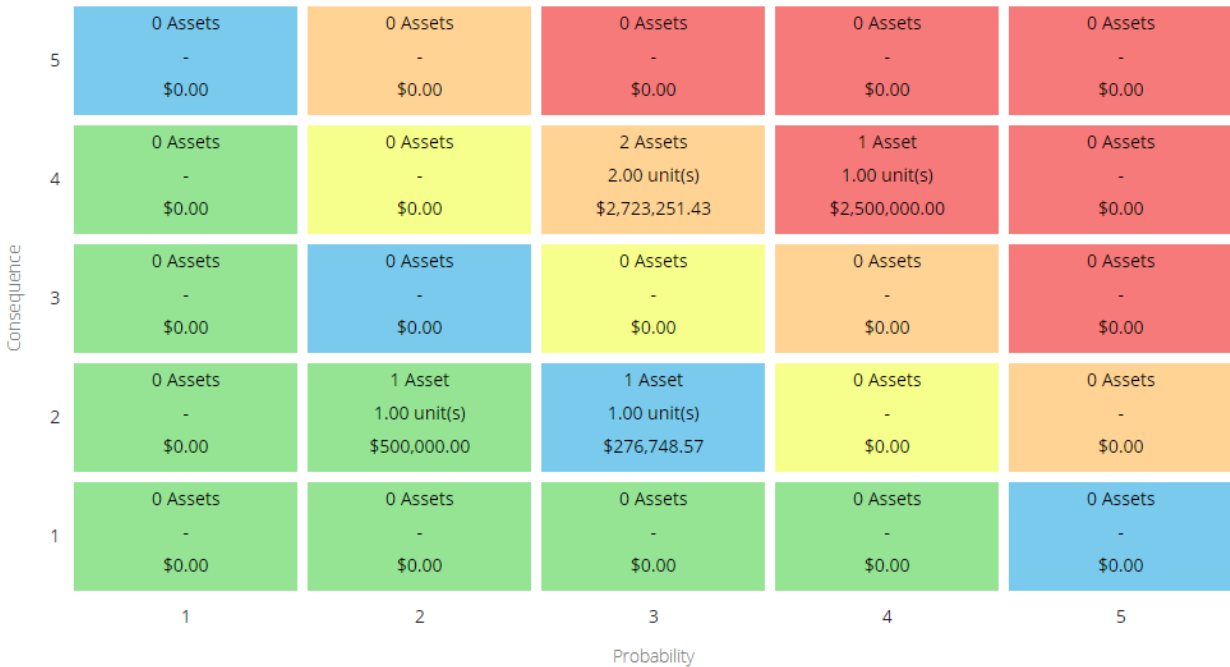 0 Assets 0 Assets 0 Assets 0 Assets 0 Assets
5 - - - - -
$0.00 $0.00 $0.00 $0.00 $0.00
0 Assets 0 Assets 2 Assets 1 Asset 0 Assets
4 - - 2.00 unit(s) 1.00 unit(s) -
$0.00 $0.00 $2,723,251.43 $2,500,000.00 $0.00
Consequence
0 Assets 0 Assets 0 Assets 0 Assets 0 Assets
3 - - - - -
$0.00 $0.00 $0.00 $0.00 $0.00
0 Assets 1 Asset 1 Asset 0 Assets 0 Assets
2 - 1.00 unit(s) 1.00 unit(s) - -
$0.00 $500,000.00 $276,748.57 $0.00 $0.00
0 Assets 0 Assets 0 Assets 0 Assets 0 Assets
1 - - - - -
$0.00 $0.00 $0.00 $0.00 $0.00
1 2 3 4 5
Probability